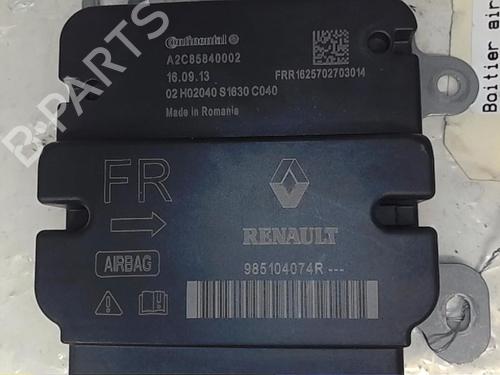 Continental
A2C85840002
16.09.13
FRR1625702703014
02 H02040 S1630 C040
Made in Romania
FR
RENAULT
AIRBAG
985104074R ---
Boitier air
B-PARTS